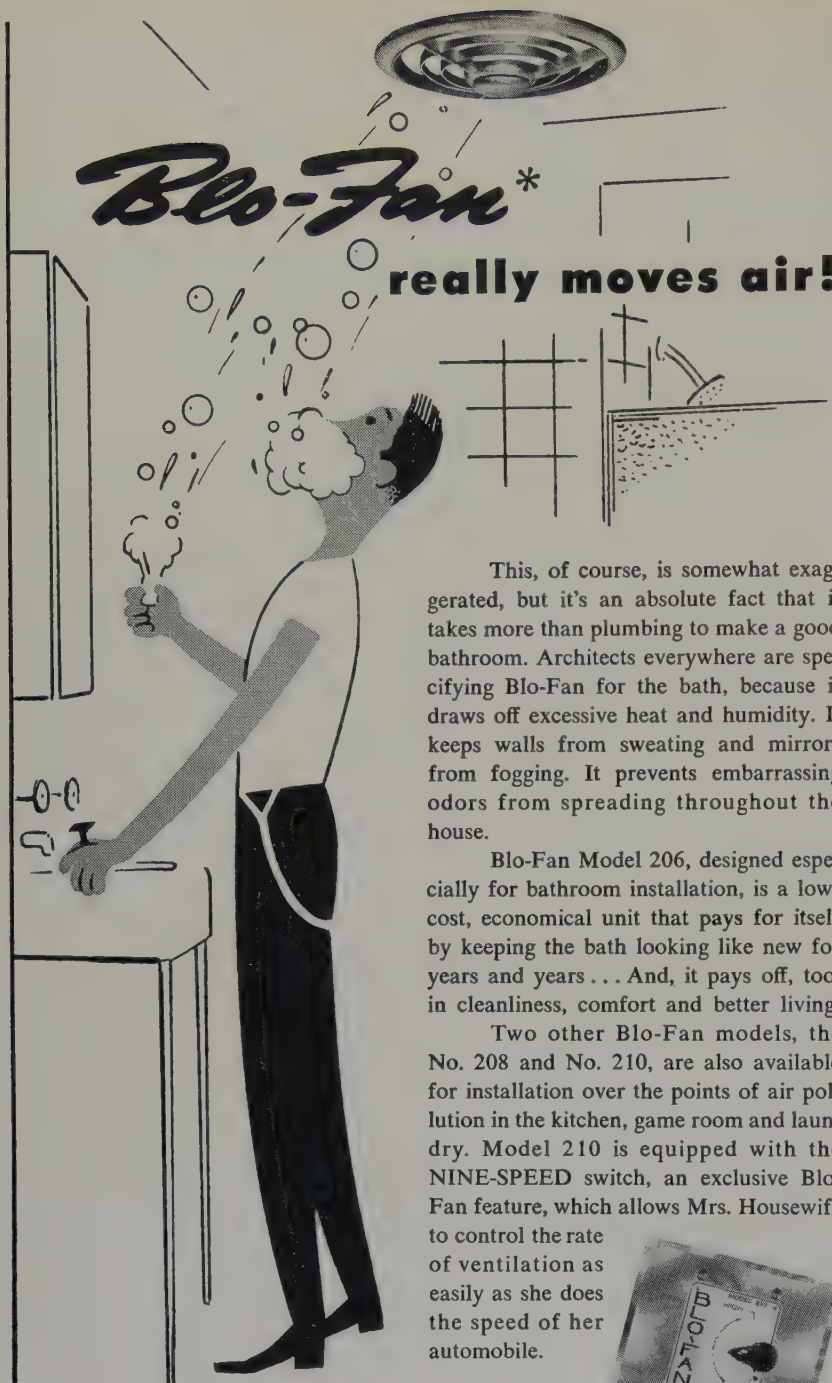 Blo-Fan*
really moves air!
This, of course, is somewhat exag
gerated, but it's an absolute fact that i
takes more than plumbing to make a good
bathroom. Architects everywhere are spe
cifying Blo-Fan for the bath, because i
draws off excessive heat and humidity. I
keeps walls from sweating and mirror
from fogging. It prevents embarrassing
odors from spreading throughout the
house.
Blo-Fan Model 206, designed espe
cially for bathroom installation, is a low
cost, economical unit that pays for itself
by keeping the bath looking like new fo
years and years . . . And, it pays off, too
in cleanliness, comfort and better living
Two other Blo-Fan models, th
No. 208 and No. 210, are also availabl
for installation over the points of air pol
lution in the kitchen, game room and laun
dry. Model 210 is equipped with th
NINE-SPEED switch, an exclusive Blo
Fan feature, which allows Mrs. Housewif
to control the rate
of ventilation as
easily as she does
the speed of her
automobile.
BLO-FAN